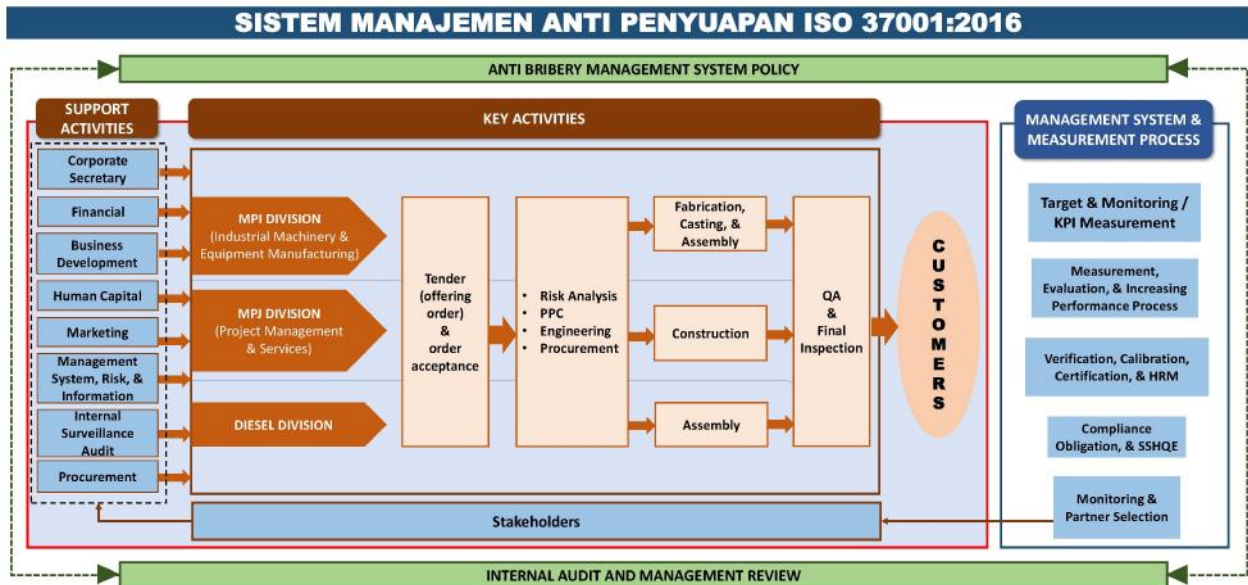 SISTEM MANAJEMEN ANTI PENYUAPAN ISO 37001:2016
ANTI BRIBERY MANAGEMENT SYSTEM POLICY
SUPPORT
ACTIVITIES
Corporate
Secretary
Financial
Business
Development
Human Capital
Marketing
Management
System, Risk, &
Information
Internal
Surveillance
Audit
Procurement
KEY ACTIVITIES
MPI DIVISION
(Industrial Machinery &
Equipment Manufacturing)
MPJ DIVISION
(Project Management
& Services)
DIESEL DIVISION
Tender
(offering
order)
&
order
acceptance
• Risk Analysis
• PPC
• Engineering
• Procurement
Fabrication,
Casting, &
Assembly
Construction
Assembly
QA
&
Final
Inspection
CUSTOMERS
Stakeholders
MANAGEMENT SYSTEM &
MEASUREMENT PROCESS
Target & Monitoring /
KPI Measurement
Measurement,
Evaluation, & Increasing
Performance Process
Verification, Calibration,
Certification, & HRM
Compliance
Obligation, & SSHQE
Monitoring &
Partner Selection
INTERNAL AUDIT AND MANAGEMENT REVIEW